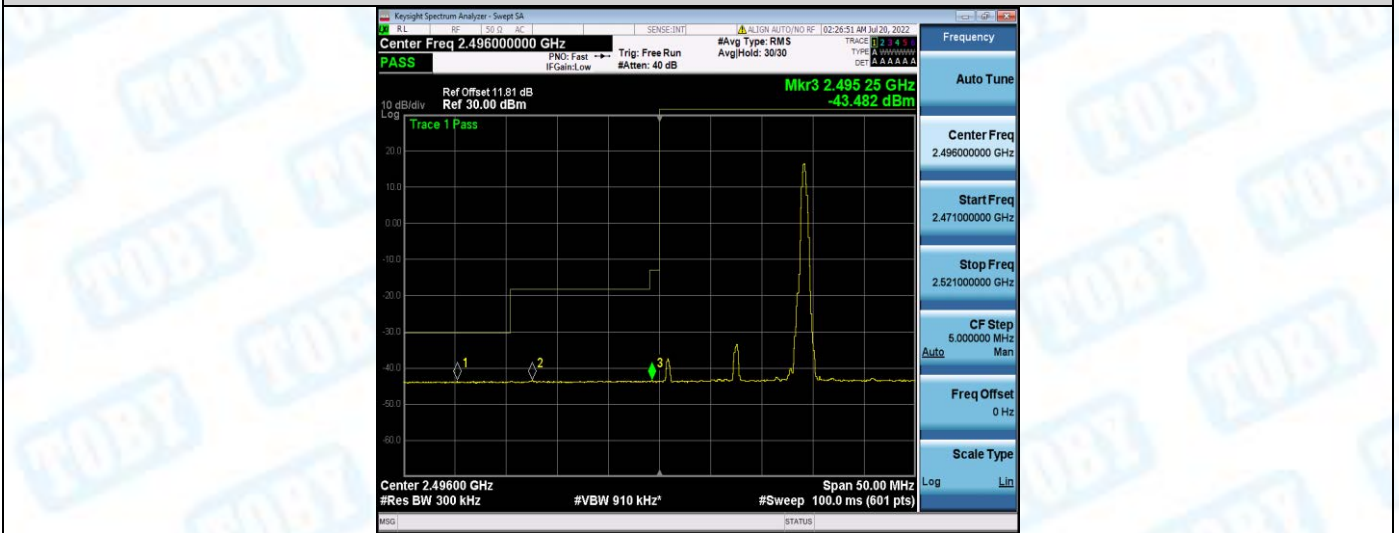 Keysight Spectrum Analyzer - Swept SA
RL RF 50 Ω AC SENSE:INT ALIGN AUTO/NO RF 02:26:51 AM Jul 20, 2022
Center Freq 2.496000000 GHz
PASS
PNO: Fast
IFGain:Low
Trig: Free Run
#Atten: 40 dB
#Avg Type: RMS
Avg|Hold: 30/30
TRACE 1 2 3 4 5 6
TYPE A WWWWW
DET A A A A A A
Ref Offset 11.81 dB
10 dB/div Ref 30.00 dBm
Log
Mkr3 2.495 25 GHz
-43.482 dBm
Trace 1 Pass
20.0
10.0
0.00
-10.0
-20.0
-30.0
-40.0
-50.0
-60.0
1
2
3
Center 2.49600 GHz Span 50.00 MHz
#Res BW 300 kHz #VBW 910 kHz* #Sweep 100.0 ms (601 pts)
MSG STATUS
Frequency
Auto Tune
Center Freq
2.496000000 GHz
Start Freq
2.471000000 GHz
Stop Freq
2.521000000 GHz
CF Step
5.000000 MHz
Auto Man
Freq Offset
0 Hz
Scale Type
Log Lin
TOBY